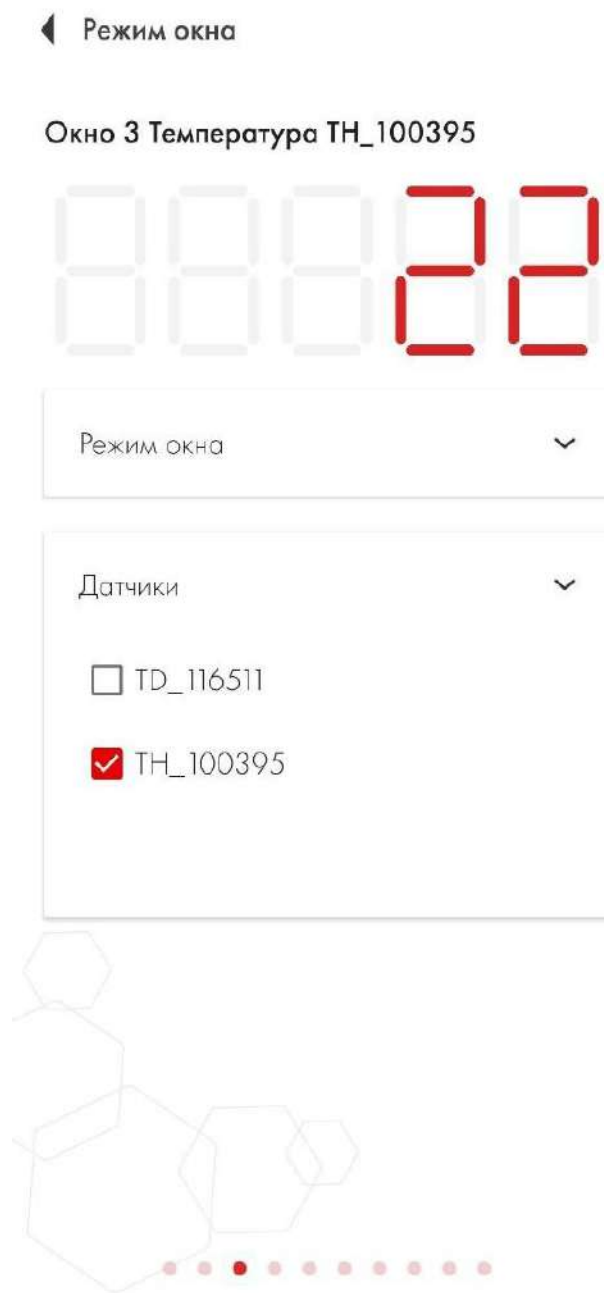 Режим окна
Окно 3 Температура TH_100395
22
Режим окна
Датчики
TD_116511
TH_100395